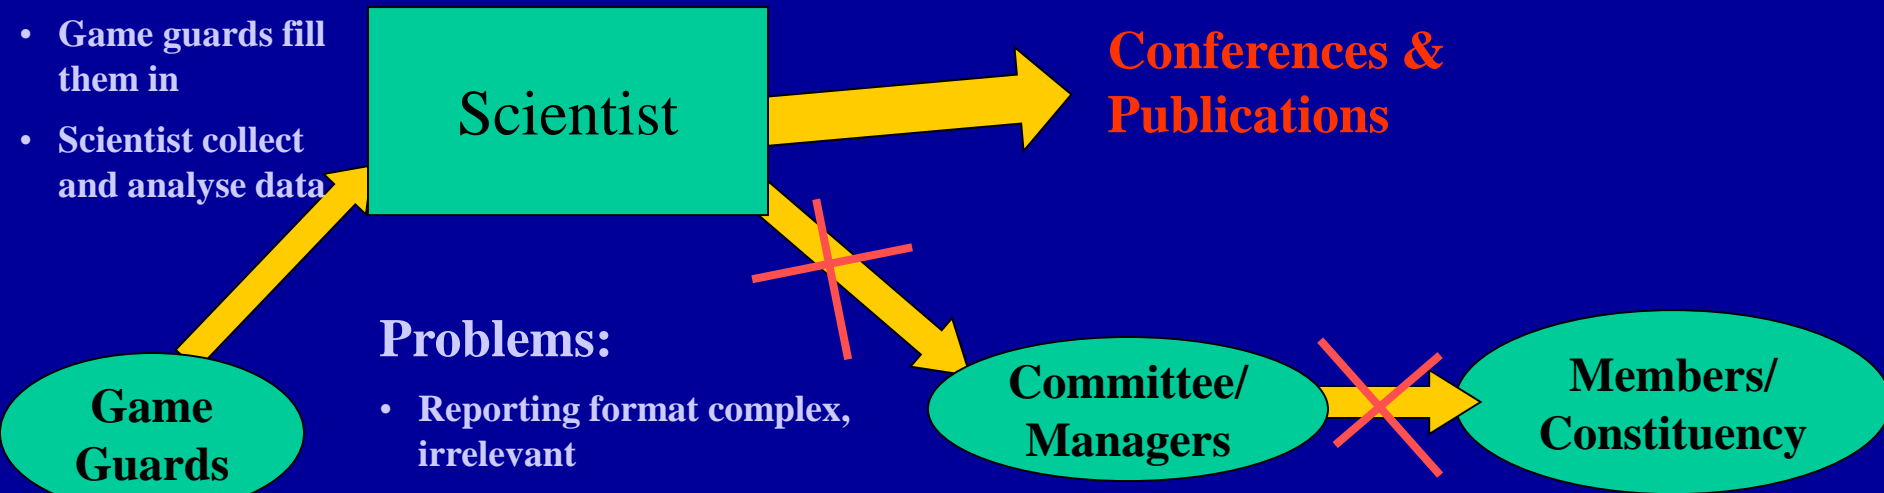 • Game guards fill
them in
• Scientist collect
and analyse data
Scientist
Conferences &
Publications
Problems:
• Reporting format complex,
irrelevant
Game
Guards
Committee/
Managers
Members/
Constituency